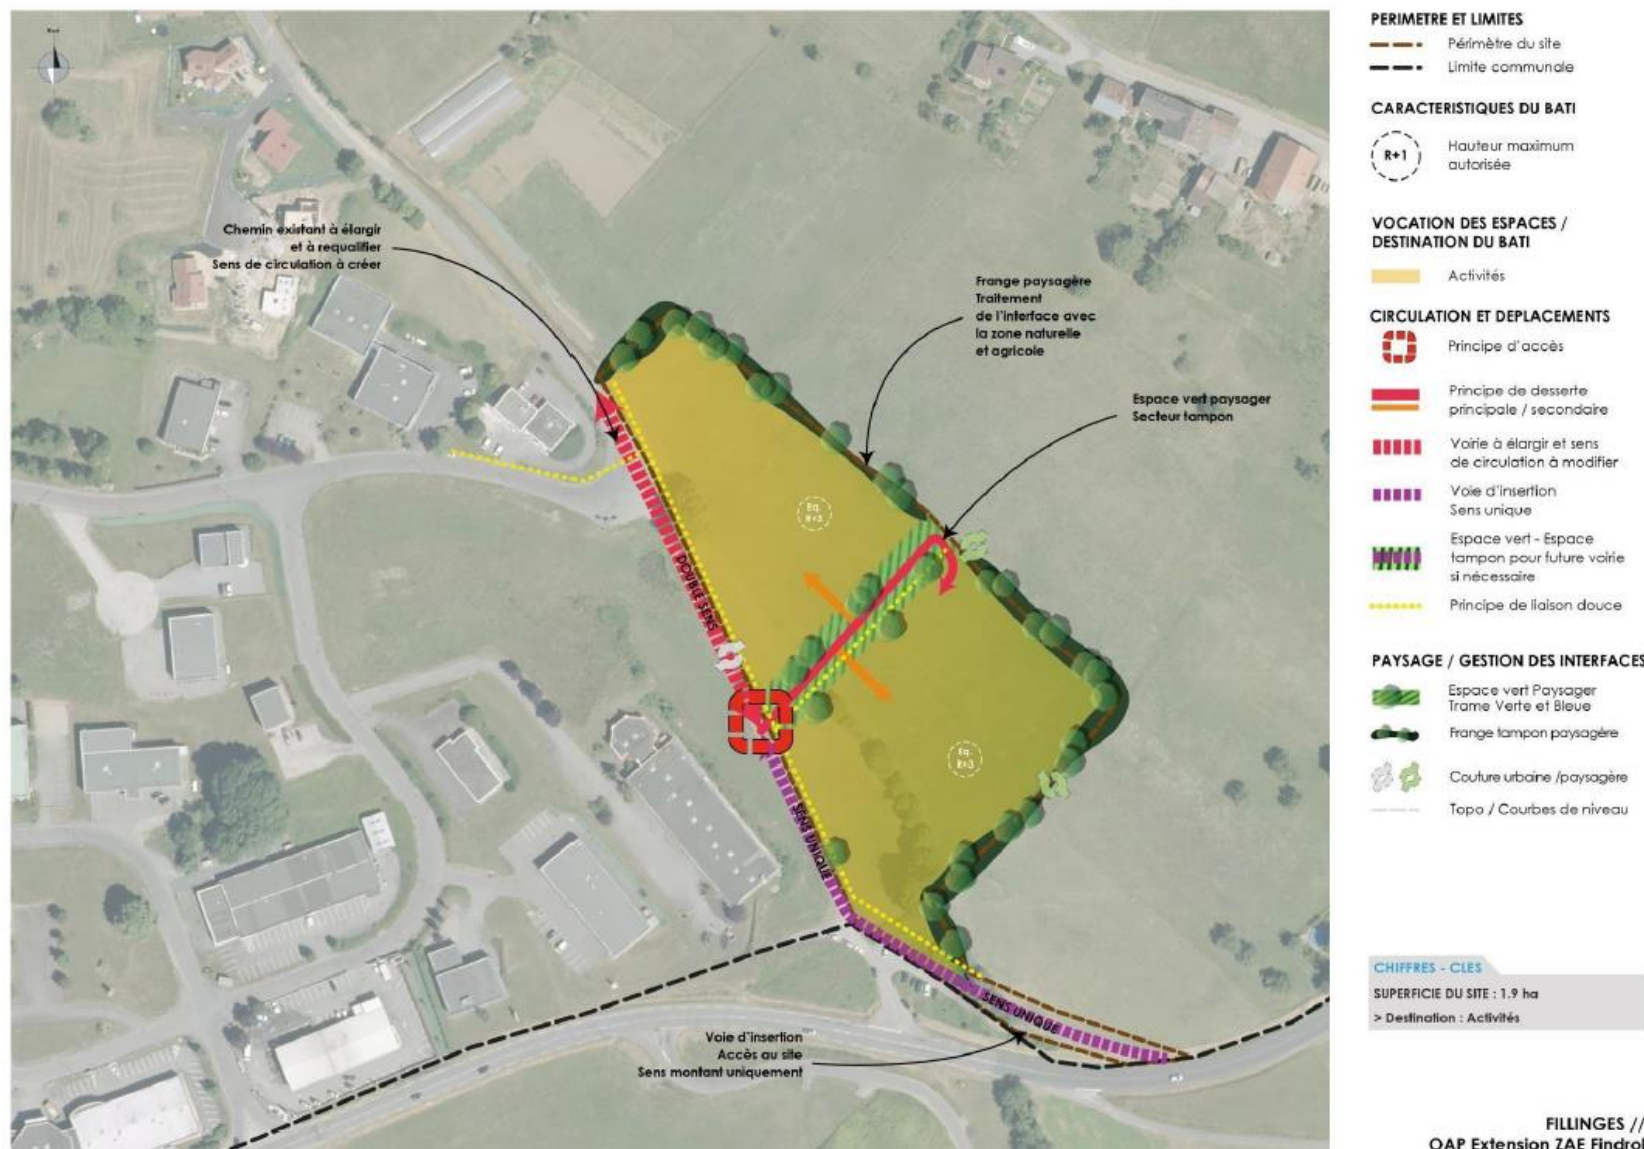 Chemin existant à élargir
et à requalifier
Sens de circulation à créer
Frange paysagère
Traitement
de l'interface avec
la zone naturelle
et agricole
Espace vert paysager
Secteur tampon
Eq.
R+3
DOUBLE SENS
Eq.
R+3
SENS UNIQUE
SENS UNIQUE
Voie d'insertion
Accès au site
Sens montant uniquement
PERIMETRE ET LIMITES
Périmètre du site
Limite communale
CARACTERISTIQUES DU BATI
R+1
Hauteur maximum
autorisée
VOCATION DES ESPACES /
DESTINATION DU BATI
Activités
CIRCULATION ET DEPLACEMENTS
Principe d'accès
Principe de desserte
principale / secondaire
Voirie à élargir et sens
de circulation à modifier
Voie d'insertion
Sens unique
Espace vert - Espace
tampon pour future voirie
si nécessaire
Principe de liaison douce
PAYSAGE / GESTION DES INTERFACES
Espace vert Paysager
Trame Verte et Bleue
Frange tampon paysagère
Couture urbaine /paysagère
Topo / Courbes de niveau
CHIFFRES - CLES
SUPERFICIE DU SITE : 1.9 ha
> Destination : Activités
FILLINGES //
OAP Extension ZAE Findrol